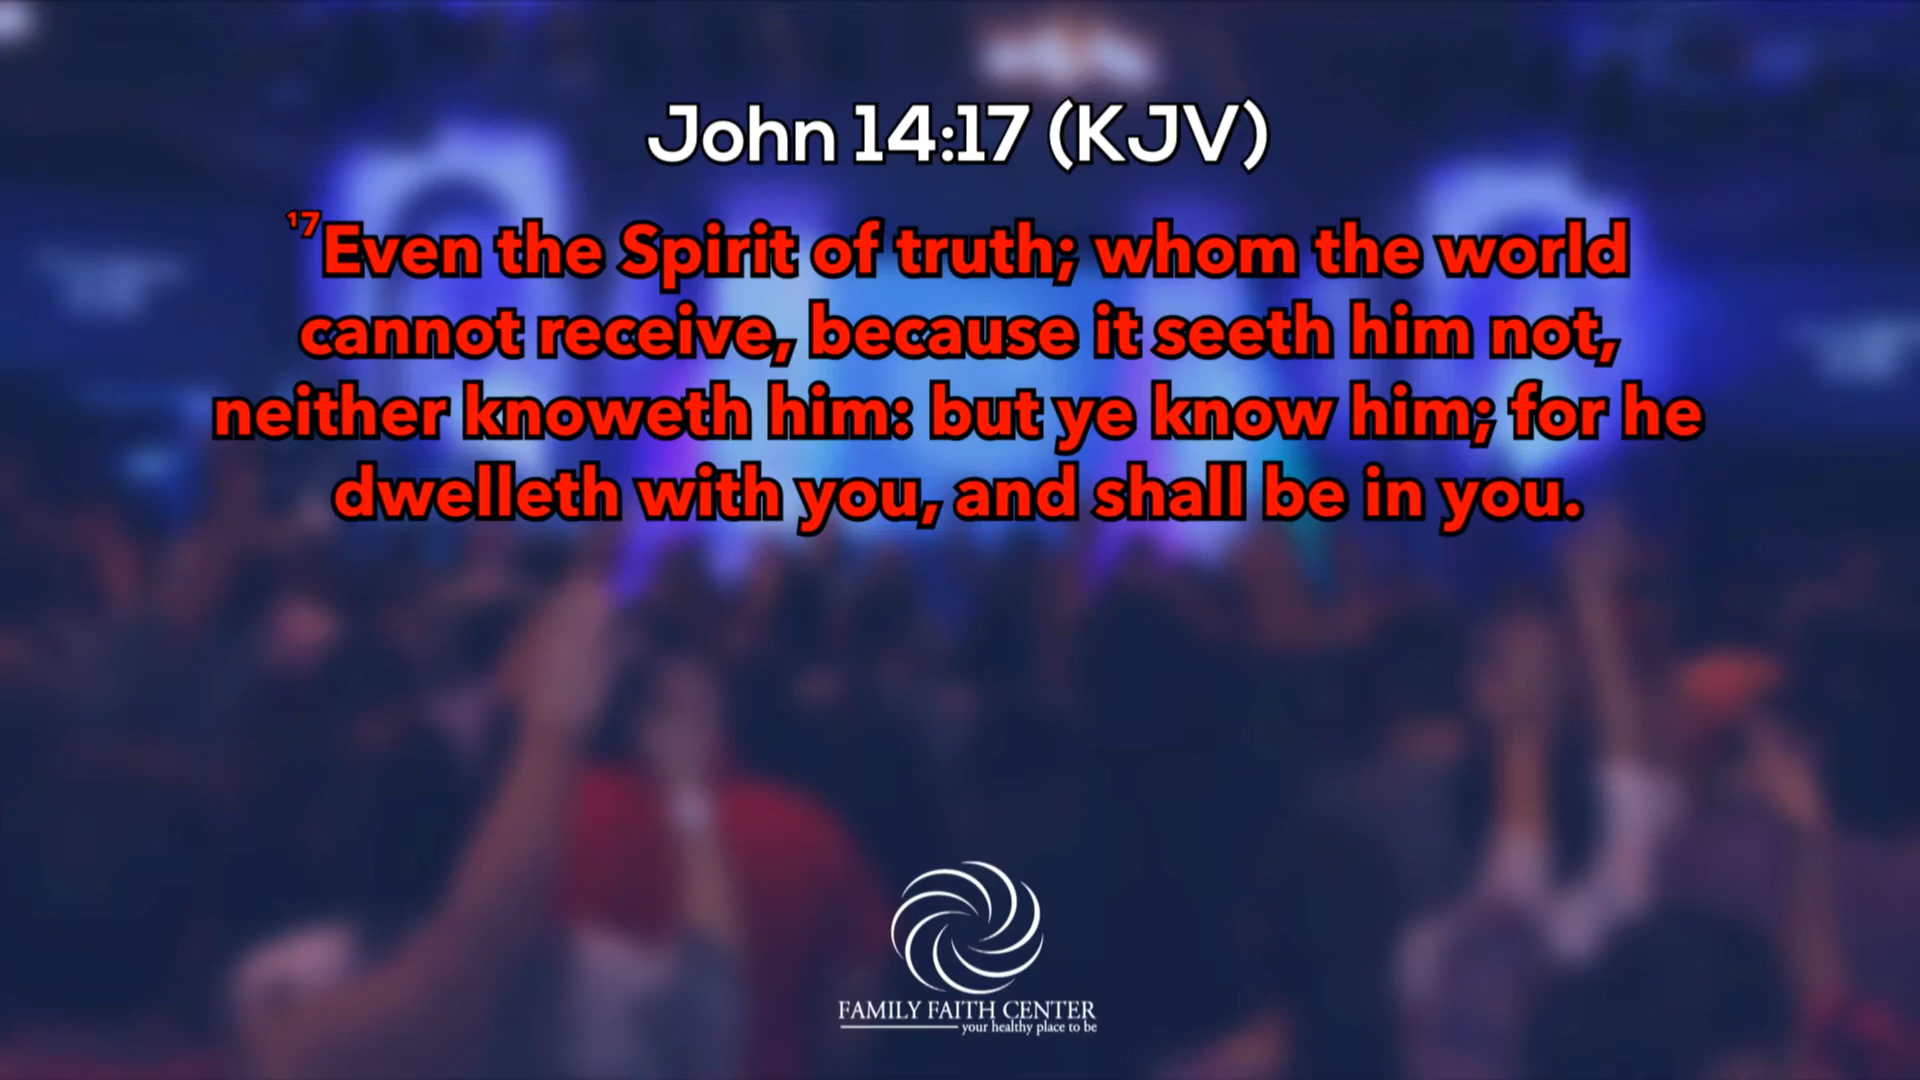 John 14:17 (KJV)
¹⁷Even the Spirit of truth; whom the world
cannot receive, because it seeth him not,
neither knoweth him: but ye know him; for he
dwelleth with you, and shall be in you.
FAMILY FAITH CENTER
your healthy place to be